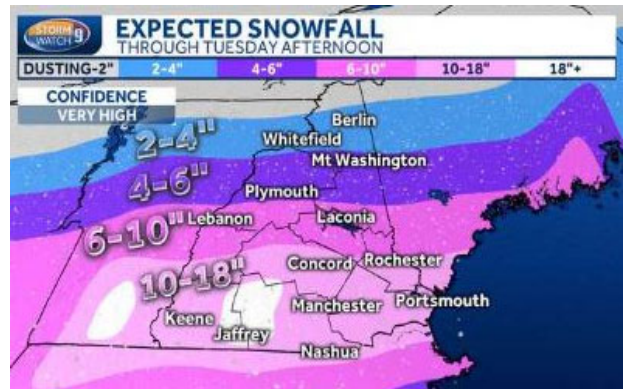 STORM
WATCH 9
EXPECTED SNOWFALL
THROUGH TUESDAY AFTERNOON
DUSTING-2" 2-4" 4-6" 6-10" 10-18" 18"+
CONFIDENCE
VERY HIGH
2-4"
Berlin
Whitefield
Mt Washington
4-6"
Plymouth
6-10"
Lebanon
Laconia
10-18"
Concord
Rochester
Keene
Jaffrey
Manchester
Portsmouth
Nashua